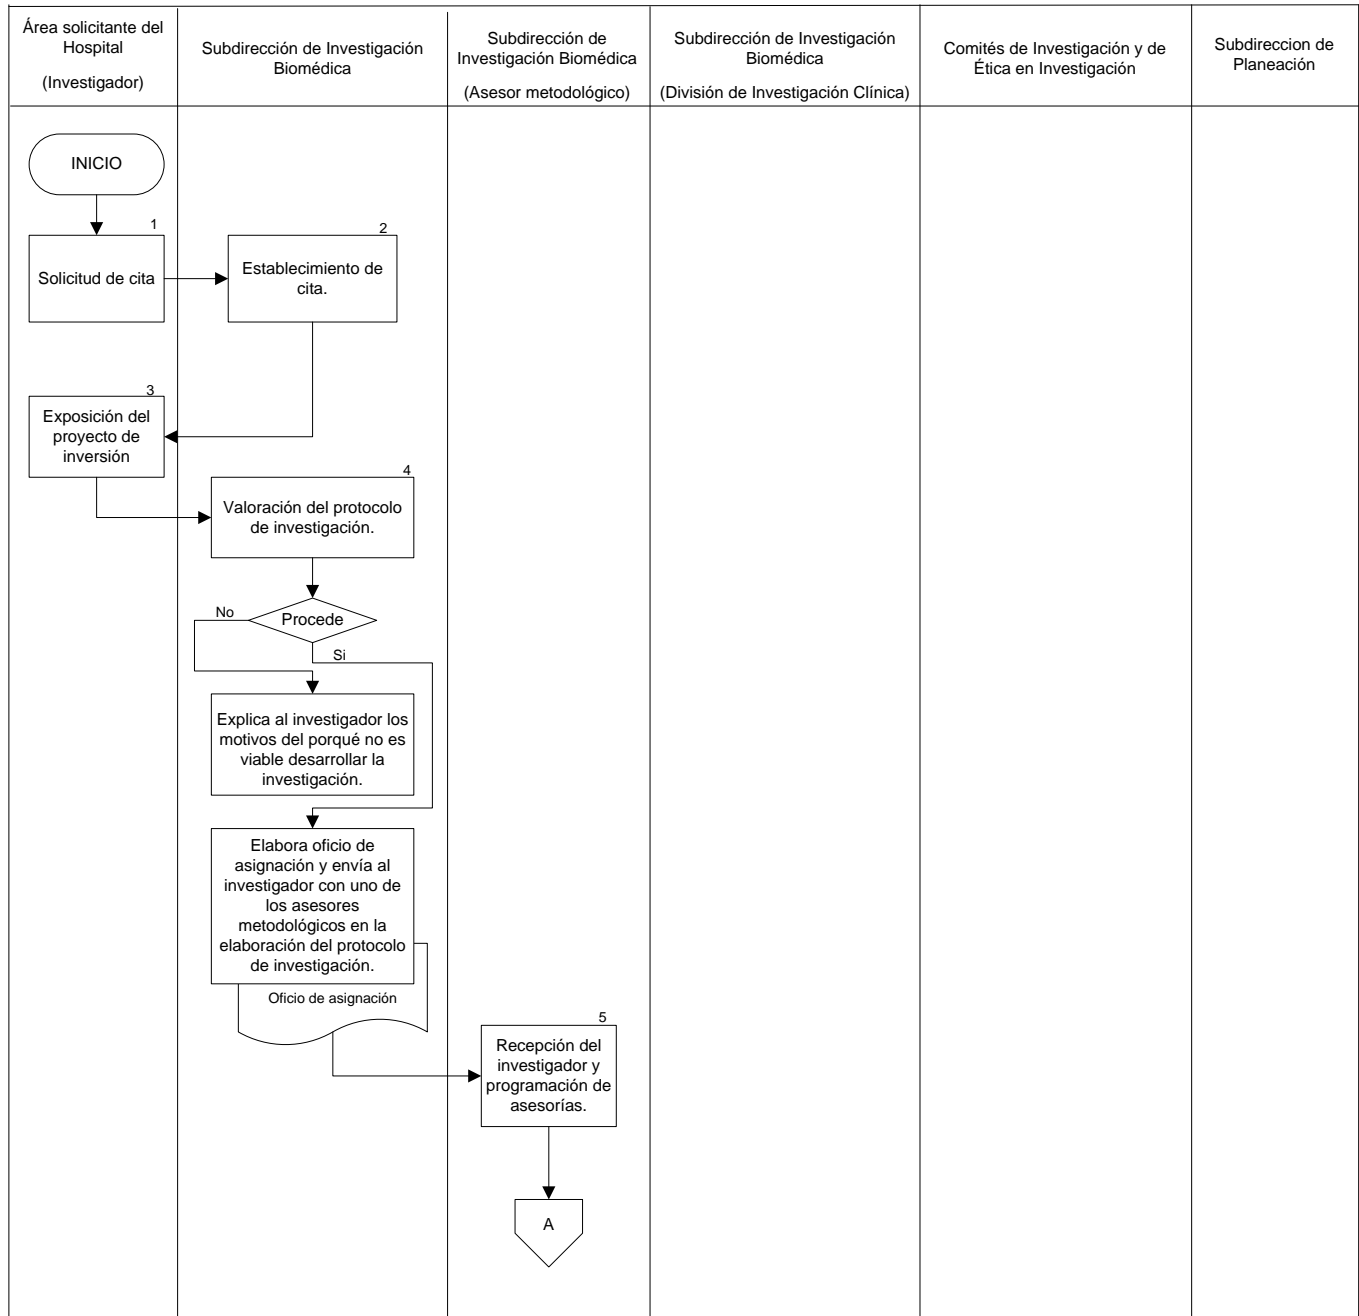 Área solicitante del
Hospital
(Investigador)
Subdirección de Investigación
Biomédica
Subdirección de
Investigación Biomédica
(Asesor metodológico)
Subdirección de Investigación
Biomédica
(División de Investigación Clínica)
Comités de Investigación y de
Ética en Investigación
Subdireccion de
Planeación
INICIO
1
Solicitud de cita
2
Establecimiento de
cita.
3
Exposición del
proyecto de
inversión
4
Valoración del protocolo
de investigación.
Procede
No
Si
Explica al investigador los
motivos del porqué no es
viable desarrollar la
investigación.
Elabora oficio de
asignación y envía al
investigador con uno de
los asesores
metodológicos en la
elaboración del protocolo
de investigación.
Oficio de asignación
5
Recepción del
investigador y
programación de
asesorías.
A